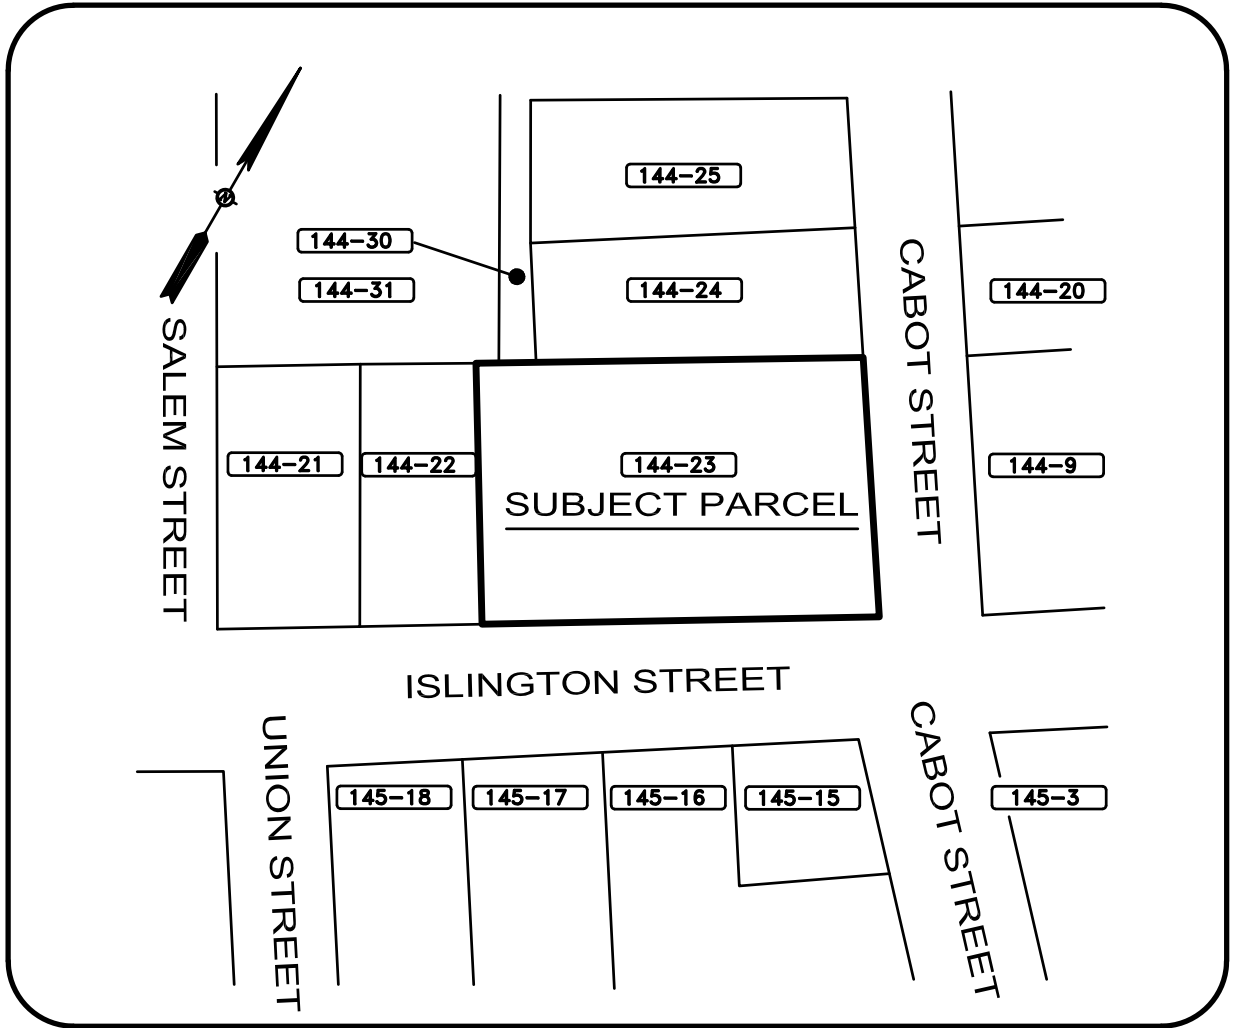 144-25
144-30
144-31
144-24
144-20
SALEM STREET
CABOT STREET
144-21
144-22
144-23
144-9
SUBJECT PARCEL
ISLINGTON STREET
UNION STREET
CABOT STREET
145-18
145-17
145-16
145-15
145-3
N